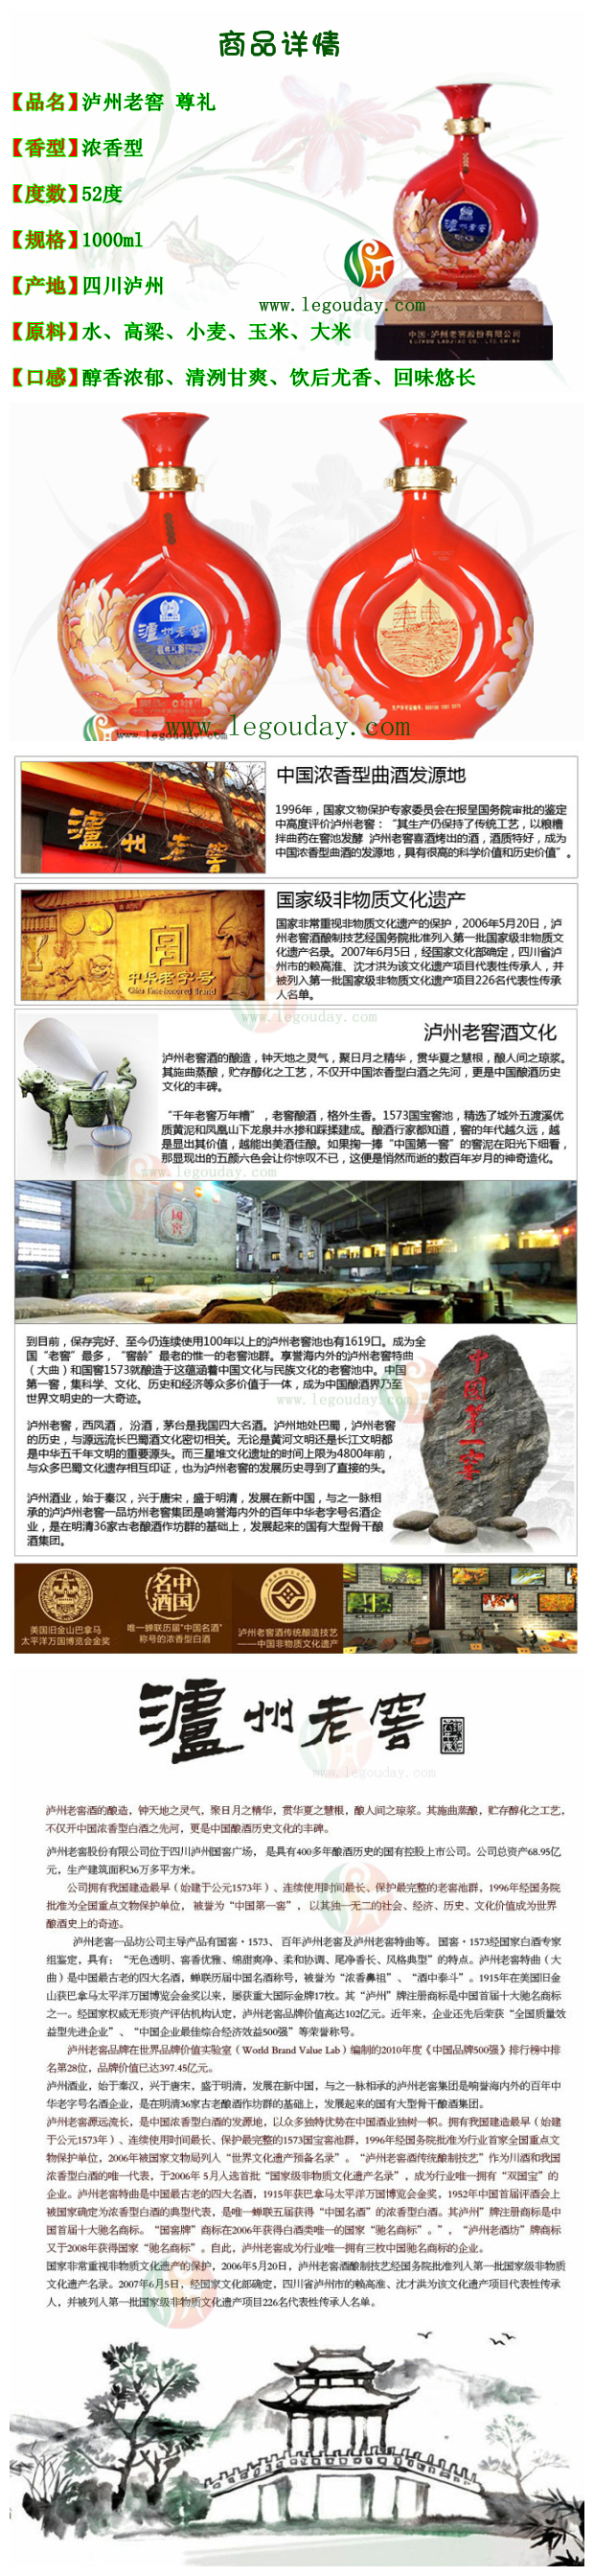 商品详情
【品名】泸州老窖 尊礼
【香型】浓香型
【度数】52度
【规格】1000ml
【产地】四川泸州
www.legouday.com
【原料】水、高粱、小麦、玉米、大米
中国·泸州老窖股份有限公司
LUZHOU LAOJIAO CO., LTD. CHINA
【口感】醇香浓郁、清洌甘爽、饮后尤香、回味悠长
泸州老窖
www.legouday.com
www.legouday.com
中国浓香型曲酒发源地
1996年，国家文物保护专家委员会在报呈国务院审批的鉴定
中高度评价泸州老窖：“其生产仍保持了传统工艺，以粮糟
拌曲药在窖池发酵 泸州老窖喜酒烤出的酒，酒质特好，成为
中国浓香型曲酒的发源地，具有很高的科学价值和历史价值”。
泸州老窖
国家级非物质文化遗产
国家非常重视非物质文化遗产的保护，2006年5月20日，泸
州老窖酒酿制技艺经国务院批准列入第一批国家级非物质文
化遗产名录。2007年6月5日，经国家文化部确定，四川省泸
州市的赖高淮、沈才洪为该文化遗产项目代表性传承人，并
被列入第一批国家级非物质文化遗产项目226名代表性传承
人名单。
中华老字号
China Time-honored Brand
www.legouday.com
泸州老窖酒文化
泸州老窖酒的酿造，钟天地之灵气，聚日月之精华，贯华夏之慧根，酿人间之琼浆。
其施曲蒸酿，贮存醇化之工艺，不仅开中国浓香型白酒之先河，更是中国酿酒历史
文化的丰碑。
“千年老窖万年糟”，老窖酿酒，格外生香。1573国宝窖池，精选了城外五渡溪优
质黄泥和凤凰山下龙泉井水掺和踩揉建成。酿酒行家都知道，窖的年代越久远，越
是显出其价值，越能出美酒佳酿。如果掬一捧“中国第一窖”的窖泥在阳光下细看，
那显现出的五颜六色会让你惊叹不已，这便是悄然而逝的数百年岁月的神奇造化。
www.legouday.com
國窖
到目前，保存完好、至今仍连续使用100年以上的泸州老窖池也有1619口。成为全
国“老窖”最多，“窖龄”最老的惟一的老窖池群。享誉海内外的泸州老窖特曲
（大曲）和国窖1573就酿造于这蕴涵着中国文化与民族文化的老窖池中。中国
第一窖，集科学、文化、历史和经济等众多价值于一体，成为中国酿酒界乃至
世界文明史的一大奇迹。
www.legouday.com
中国第一窖
泸州老窖，西凤酒，汾酒，茅台是我国四大名酒。泸州地处巴蜀，泸州老窖
的历史，与源远流长巴蜀酒文化密切相关。无论是黄河文明还是长江文明都
是中华五千年文明的重要源头。而三星堆文化遗址的时间上限为4800年前，
与众多巴蜀文化遗存相互印证，也为泸州老窖的发展历史寻到了直接的头。
泸州酒业，始于秦汉，兴于唐宋，盛于明清，发展在新中国，与之一脉相
承的泸泸州老窖一品坊州老窖集团是响誉海内外的百年中华老字号名酒企
业，是在明清36家古老酿酒作坊群的基础上，发展起来的国有大型骨干酿
酒集团。
中国名酒
美国旧金山巴拿马
太平洋万国博览会金奖
唯一蝉联历届“中国名酒”
称号的浓香型白酒
泸州老窖酒传统酿造技艺
——中国非物质文化遗产
泸州老窖
www.legouday.com
泸州老窖酒的酿造，钟天地之灵气，聚日月之精华，贯华夏之慧根，酿人间之琼浆。其施曲蒸酿，贮存醇化之工艺，
不仅开中国浓香型白酒之先河，更是中国酿酒历史文化的丰碑。
泸州老窖股份有限公司位于四川泸州国窖广场， 是具有400多年酿酒历史的国有控股上市公司。公司总资产68.95亿
元，生产建筑面积36万多平方米。
公司拥有我国建造最早（始建于公元1573年）、连续使用时间最长、保护最完整的老窖池群，1996年经国务院
批准为全国重点文物保护单位， 被誉为“中国第一窖”， 以其独一无二的社会、经济、历史、文化价值成为世界
酿酒史上的奇迹。
泸州老窖一品坊公司主导产品有国窖·1573、 百年泸州老窖及泸州老窖特曲等。 国窖·1573经国家白酒专家
组鉴定，具有：“无色透明、窖香优雅、绵甜爽净、柔和协调、尾净香长、风格典型”的特点。泸州老窖特曲（大
曲）是中国最古老的四大名酒，蝉联历届中国名酒称号，被誉为“浓香鼻祖”、“酒中泰斗”。1915年在美国旧金
山获巴拿马太平洋万国博览会金奖以来，屡获重大国际金牌17枚。其“泸州”牌注册商标是中国首届十大驰名商标
之一。经国家权威无形资产评估机构认定，泸州老窖品牌价值高达102亿元。近年来，企业还先后荣获“全国质量效
益型先进企业”、“中国企业最佳综合经济效益500强”等荣誉称号。
泸州老窖品牌在世界品牌价值实验室（World Brand Value Lab）编制的2010年度《中国品牌500强》排行榜中排
名第28位，品牌价值已达397.45亿元。
泸州酒业，始于秦汉，兴于唐宋，盛于明清，发展在新中国，与之一脉相承的泸州老窖集团是响誉海内外的百年中
华老字号名酒企业，是在明清36家古老酿酒作坊群的基础上，发展起来的国有大型骨干酿酒集团。
泸州老窖源远流长，是中国浓香型白酒的发源地，以众多独特优势在中国酒业独树一帜。拥有我国建造最早（始建
于公元1573年）、连续使用时间最长、保护最完整的1573国宝窖池群，1996年经国务院批准为行业首家全国重点文
物保护单位，2006年被国家文物局列入“世界文化遗产预备名录”。“泸州老窖酒传统酿制技艺”作为川酒和我国
浓香型白酒的唯一代表，于2006年 5月入选首批“国家级非物质文化遗产名录”，成为行业唯一拥有“双国宝”的
企业。泸州老窖特曲是中国最古老的四大名酒，1915年获巴拿马太平洋万国博览会金奖，1952年中国首届评酒会上
被国家确定为浓香型白酒的典型代表，是唯一蝉联五届获得“中国名酒”的浓香型白酒。其泸州”牌注册商标是中
国首届十大驰名商标。“国窖牌”商标在2006年获得白酒类唯一的国家“驰名商标”。”，“泸州老酒坊”牌商标
又于2008年获得国家“驰名商标”。自此，泸州老窖成为行业唯一拥有三枚中国驰名商标的企业。
国家非常重视非物质文化遗产的保护，2006年5月20日，泸州老窖酒酿制技艺经国务院批准列入第一批国家级非物质
文化遗产名录。2007年6月5日，经国家文化部确定，四川省泸州市的赖高淮、沈才洪为该文化遗产项目代表性传承
人，并被列入第一批国家级非物质文化遗产项目226名代表性传承人名单。